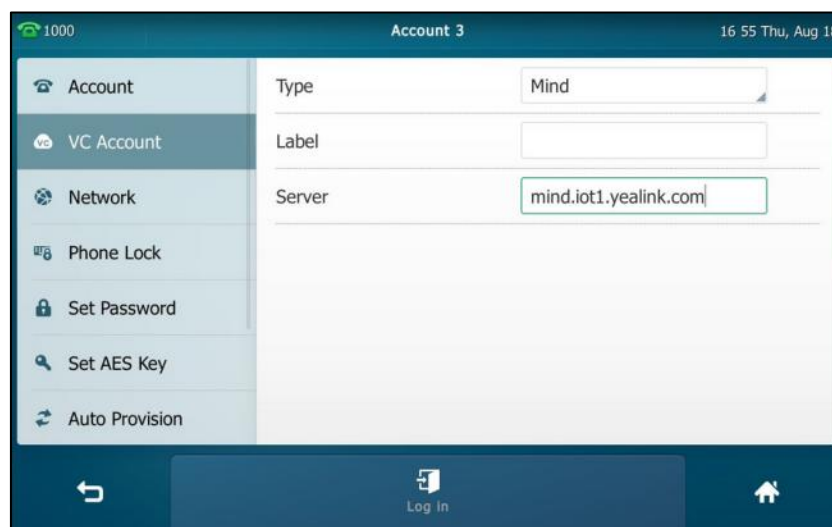 1000
Account 3
16 55 Thu, Aug 18
Account
VC Account
Network
Phone Lock
Set Password
Set AES Key
Auto Provision
Type
Mind
Label
Server
mind.iot1.yealink.com
Log in